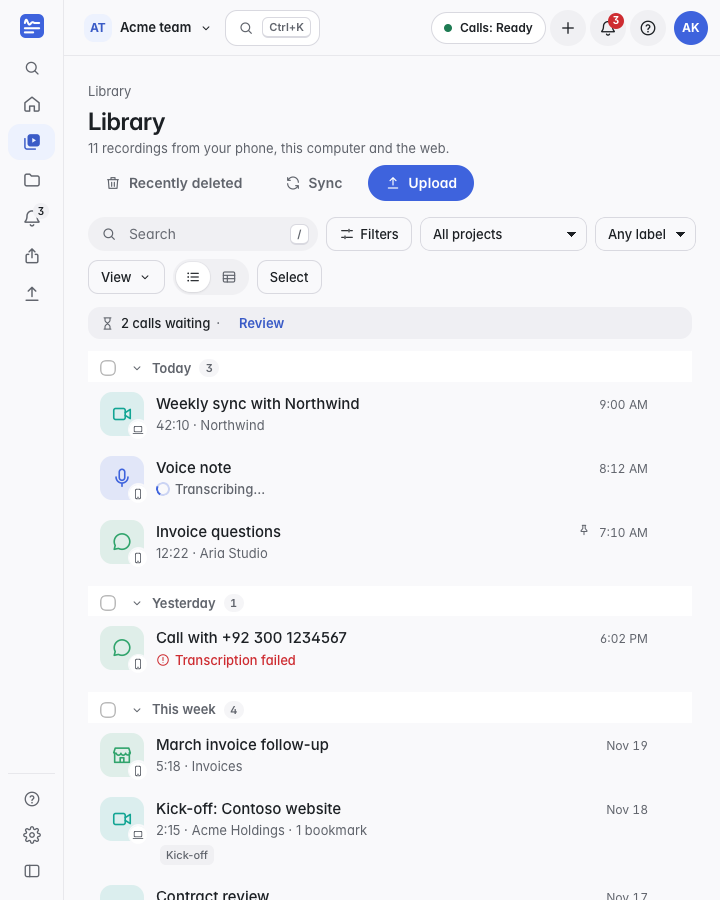 AT Acme team Ctrl+K Calls: Ready 3 AK
Library
Library
11 recordings from your phone, this computer and the web.
Recently deleted Sync Upload
Search / Filters All projects Any label
3
View Select
2 calls waiting · Review
Today 3
Weekly sync with Northwind 9:00 AM
42:10 · Northwind
Voice note 8:12 AM
Transcribing...
Invoice questions 7:10 AM
12:22 · Aria Studio
Yesterday 1
Call with +92 300 1234567 6:02 PM
Transcription failed
This week 4
March invoice follow-up Nov 19
5:18 · Invoices
Kick-off: Contoso website Nov 18
2:15 · Acme Holdings · 1 bookmark
Kick-off
Contract review Nov 17